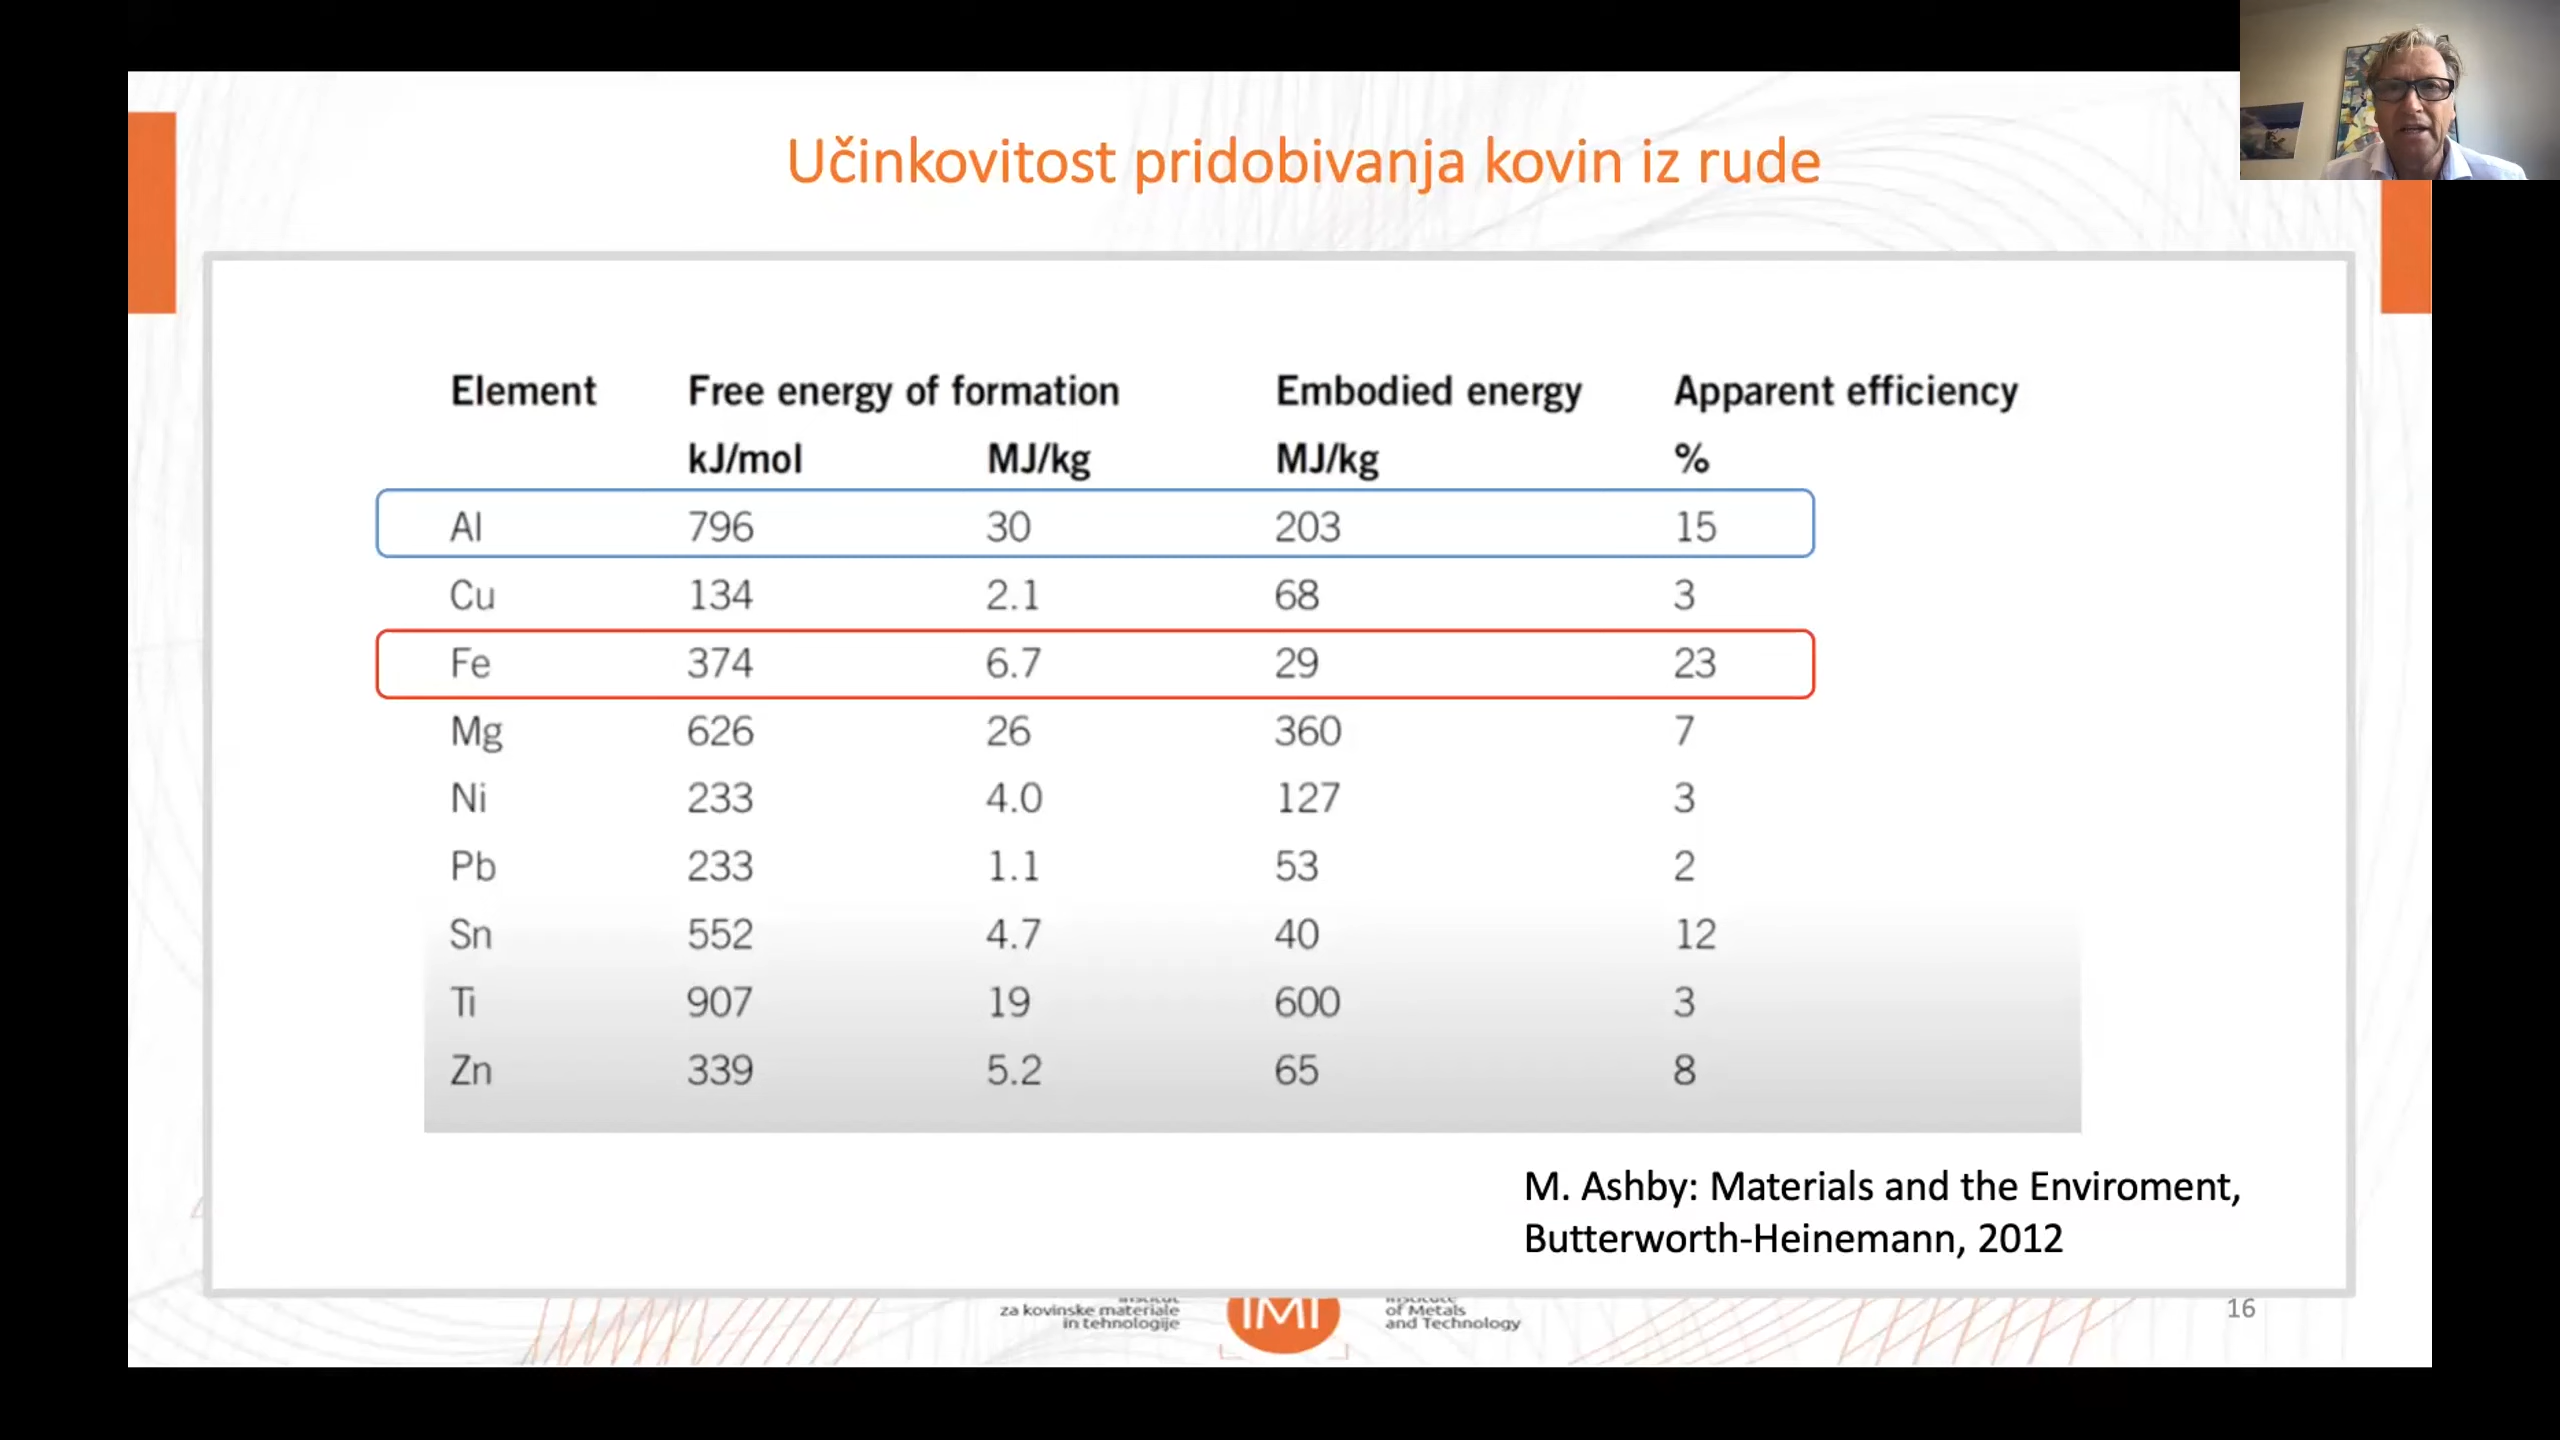 Učinkovitost pridobivanja kovin iz rude
Element Free energy of formation Embodied energy Apparent efficiency
kJ/mol MJ/kg MJ/kg %
Al 796 30 203 15
Cu 134 2.1 68 3
Fe 374 6.7 29 23
Mg 626 26 360 7
Ni 233 4.0 127 3
Pb 233 1.1 53 2
Sn 552 4.7 40 12
Ti 907 19 600 3
Zn 339 5.2 65 8
M. Ashby: Materials and the Enviroment,
Butterworth-Heinemann, 2012
za kovinske materiale
in tehnologije
IMT
of Metals
and Technology
16